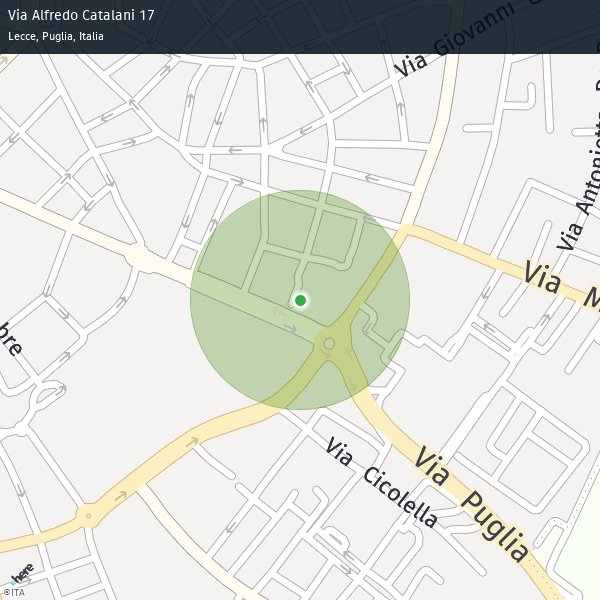 Via Alfredo Catalani 17
Lecce, Puglia, Italia
Via Giovanni
Via Antonietta
Via M
bre
Via Cicolella
Via Puglia
here
©ITA